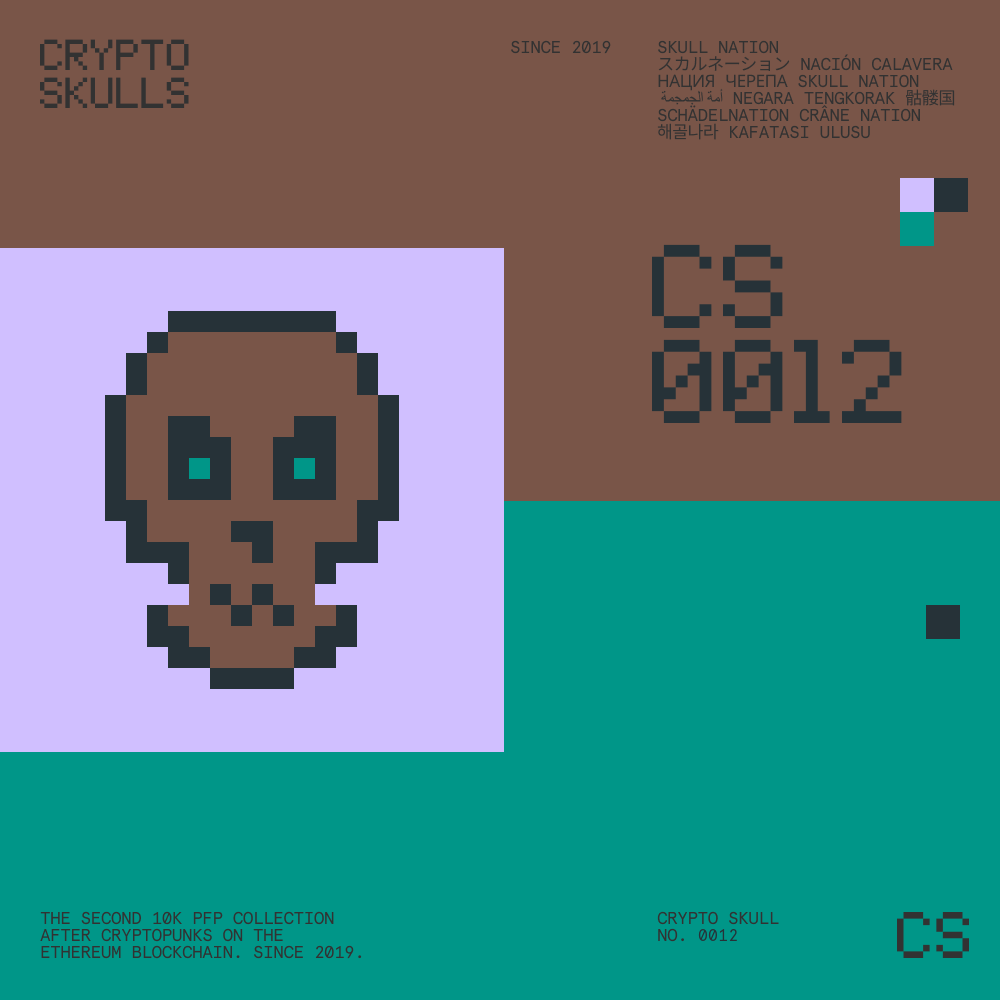 CRYPTO
SKULLS
SINCE 2019
SKULL NATION
スカルネーション NACIÓN CALAVERA
НАЦИЯ ЧЕРЕПА SKULL NATION
أمة الجمجمة NEGARA TENGKORAK 骷髅国
SCHÄDELNATION CRÂNE NATION
해골나라 KAFATASI ULUSU
CS
0012
THE SECOND 10K PFP COLLECTION
AFTER CRYPTOPUNKS ON THE
ETHEREUM BLOCKCHAIN. SINCE 2019.
CRYPTO SKULL
NO. 0012
CS